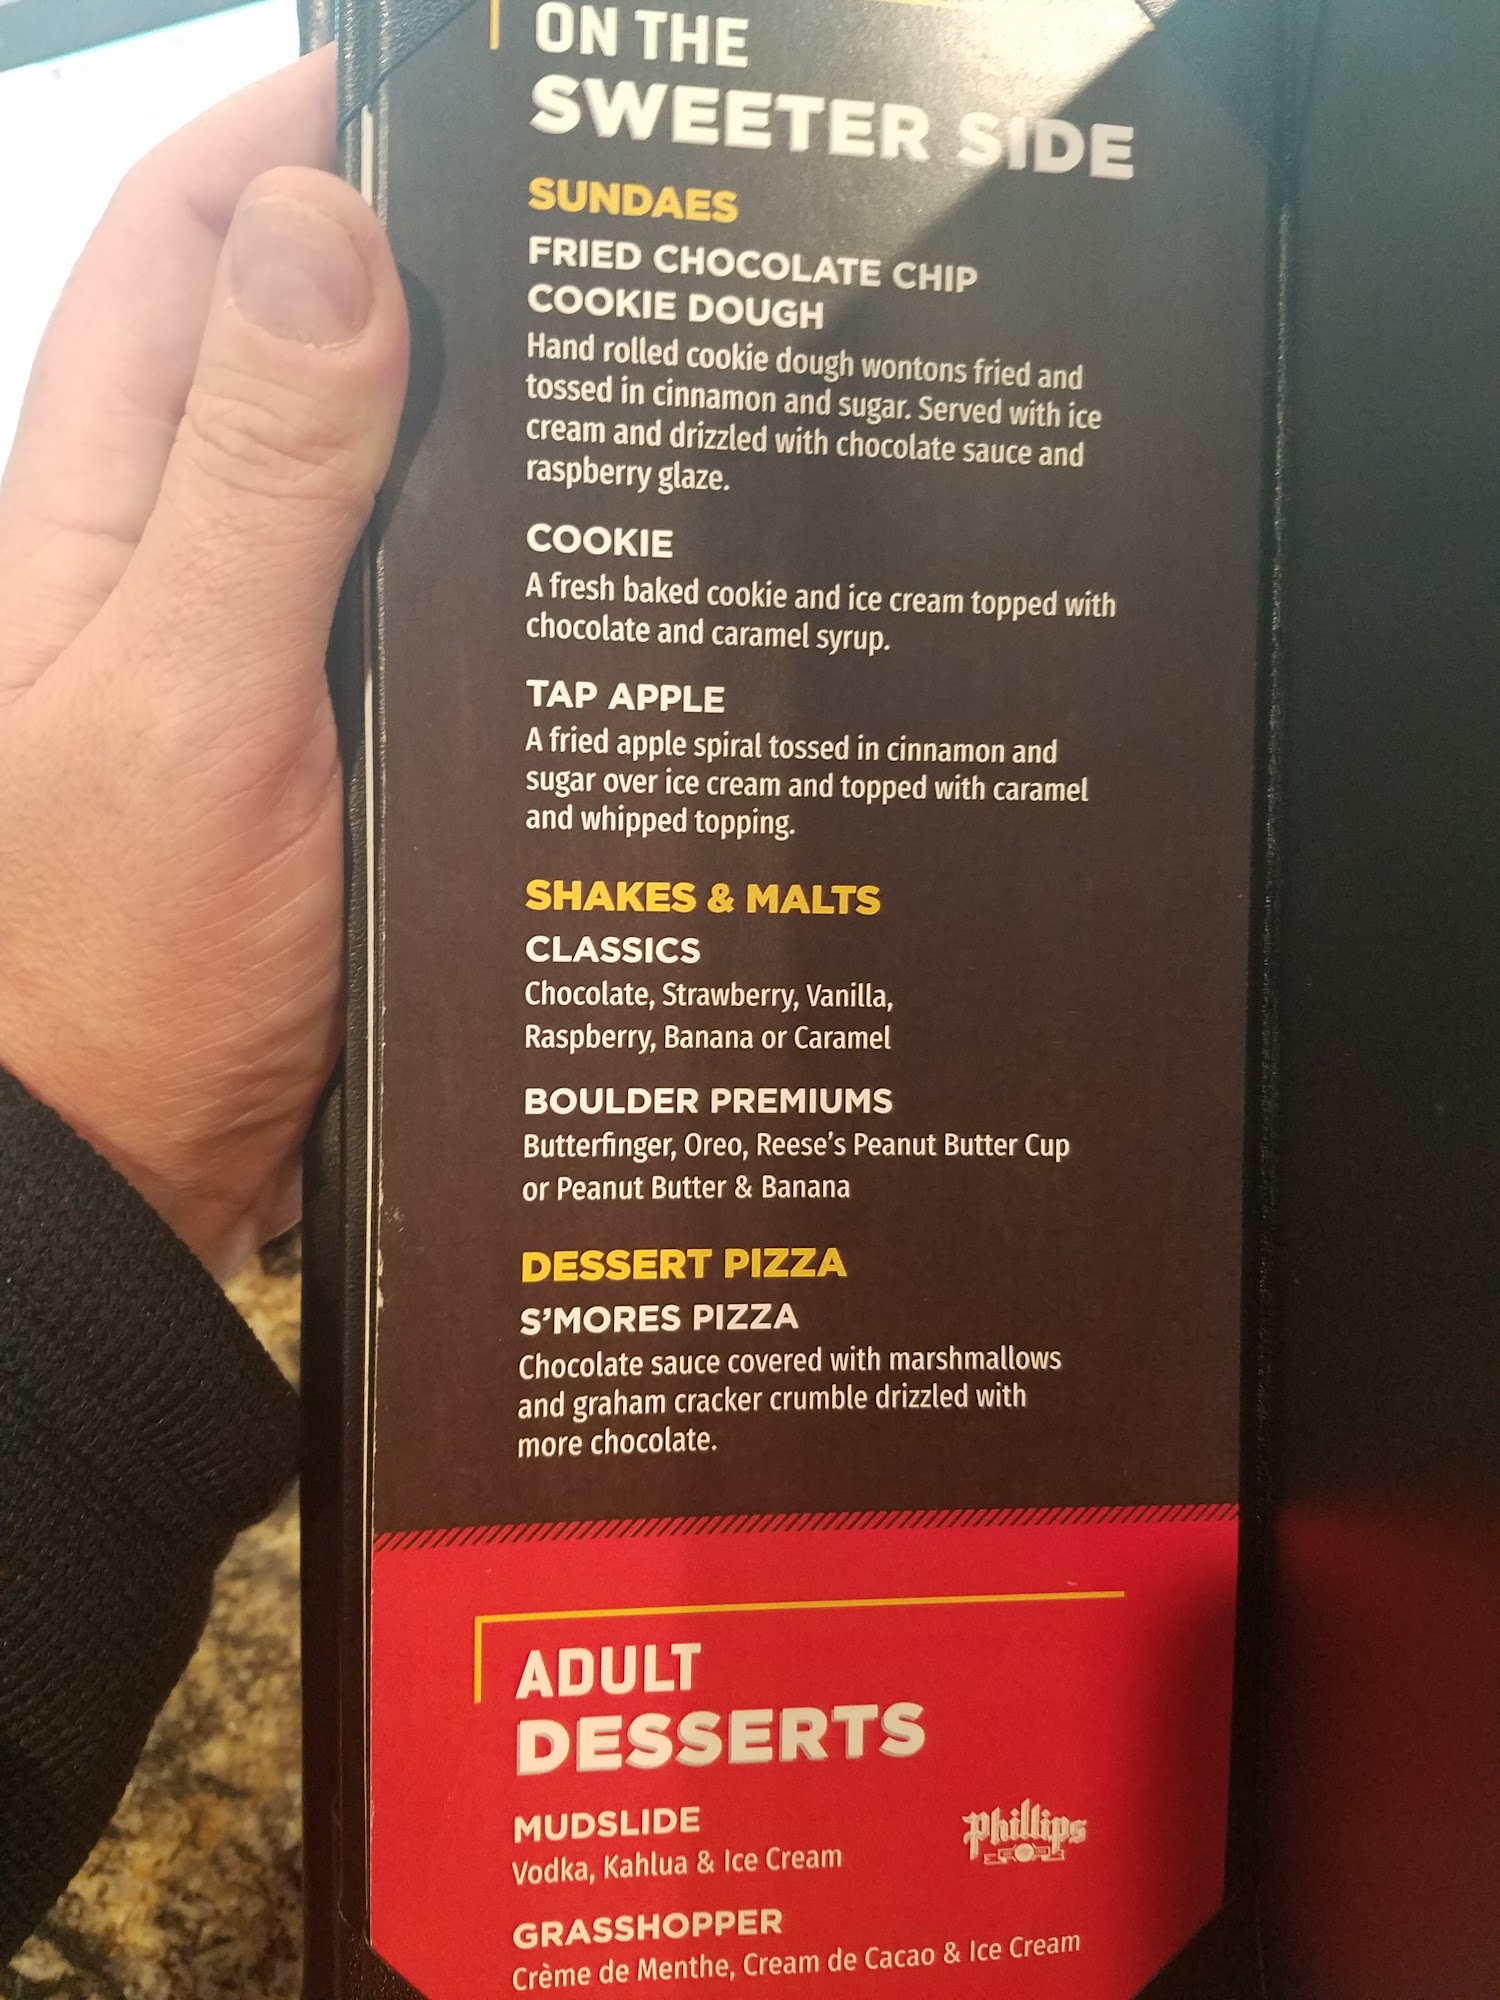 ON THE
SWEETER SIDE
SUNDAES
FRIED CHOCOLATE CHIP
COOKIE DOUGH
Hand rolled cookie dough wontons fried and
tossed in cinnamon and sugar. Served with ice
cream and drizzled with chocolate sauce and
raspberry glaze.
COOKIE
A fresh baked cookie and ice cream topped with
chocolate and caramel syrup.
TAP APPLE
A fried apple spiral tossed in cinnamon and
sugar over ice cream and topped with caramel
and whipped topping.
SHAKES & MALTS
CLASSICS
Chocolate, Strawberry, Vanilla,
Raspberry, Banana or Caramel
BOULDER PREMIUMS
Butterfinger, Oreo, Reese's Peanut Butter Cup
or Peanut Butter & Banana
DESSERT PIZZA
S'MORES PIZZA
Chocolate sauce covered with marshmallows
and graham cracker crumble drizzled with
more chocolate.
ADULT
DESSERTS
MUDSLIDE
Vodka, Kahlua & Ice Cream
Phillips
GRASSHOPPER
Crème de Menthe, Cream de Cacao & Ice Cream